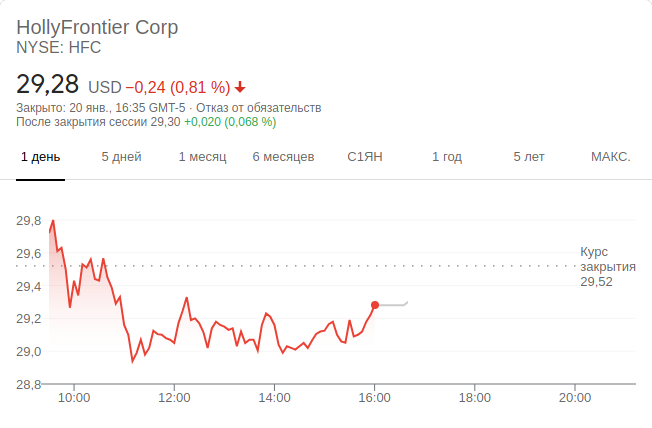 HollyFrontier Corp
NYSE: HFC
29,28 USD −0,24 (0,81 %)
Закрыто: 20 янв., 16:35 GMT-5 · Отказ от обязательств
После закрытия сессии 29,30 +0,020 (0,068 %)
1 день 5 дней 1 месяц 6 месяцев С1ЯН 1 год 5 лет МАКС.
29,8
29,6
29,4
29,2
29,0
28,8
Курс
закрытия
29,52
10:00 12:00 14:00 16:00 18:00 20:00